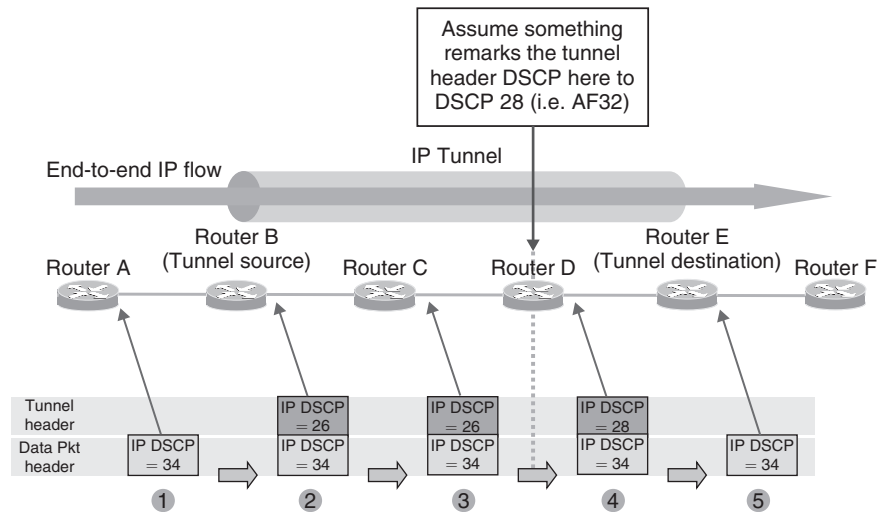 Assume something
remarks the tunnel
header DSCP here to
DSCP 28 (i.e. AF32)
IP Tunnel
End-to-end IP flow
Router A
Router B
(Tunnel source)
Router C
Router D
Router E
(Tunnel destination)
Router F
Tunnel
header
IP DSCP
= 26
IP DSCP
= 26
IP DSCP
= 28
Data Pkt
header
IP DSCP
= 34
IP DSCP
= 34
IP DSCP
= 34
IP DSCP
= 34
IP DSCP
= 34
1
2
3
4
5